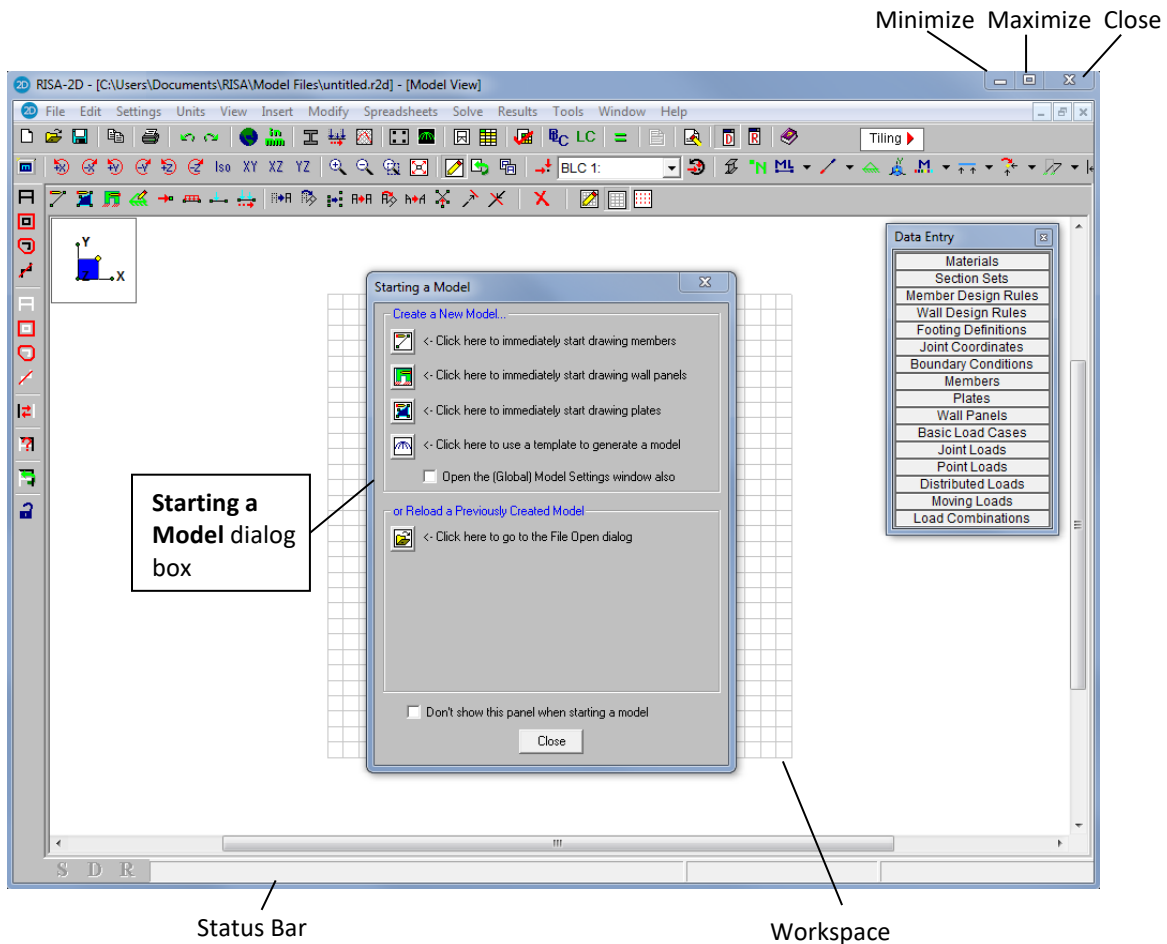 Minimize Maximize Close
2D RISA-2D - [C:\Users\Documents\RISA\Model Files\untitled.r2d] - [Model View]
2D File Edit Settings Units View Insert Modify Spreadsheets Solve Results Tools Window Help
in LC = D R Tiling
+X -X +Y -Y +Z -Z Iso XY XZ YZ BLC 1: N ML .M
Y
X
Z
Data Entry
Materials
Section Sets
Member Design Rules
Wall Design Rules
Footing Definitions
Joint Coordinates
Boundary Conditions
Members
Plates
Wall Panels
Basic Load Cases
Joint Loads
Point Loads
Distributed Loads
Moving Loads
Load Combinations
Starting a Model
Create a New Model...
<- Click here to immediately start drawing members
<- Click here to immediately start drawing wall panels
<- Click here to immediately start drawing plates
<- Click here to use a template to generate a model
Open the (Global) Model Settings window also
or Reload a Previously Created Model
<- Click here to go to the File Open dialog
Don't show this panel when starting a model
Close
Starting a
Model dialog
box
S D R
Status Bar
Workspace